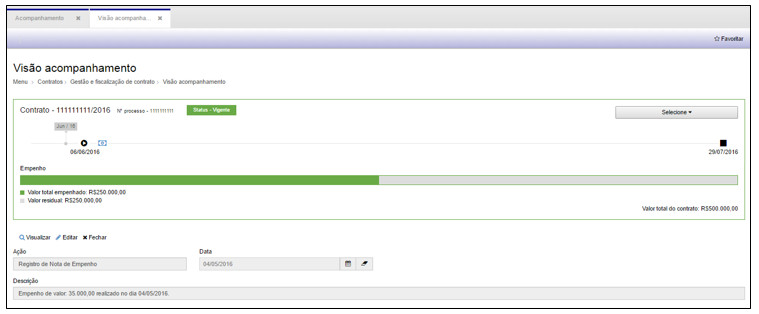 Acompanhamento ✖ Visão acompanha... ✖
☆ Favoritar
Visão acompanhamento
Menu › Contratos › Gestão e fiscalização de contrato › Visão acompanhamento
Contrato - 111111111/2016 Nº processo - 1111111111 Status - Vigente Selecione
Jun / 16
06/06/2016 29/07/2016
Empenho
Valor total empenhado: R$250.000,00
Valor residual: R$250.000,00
Valor total do contrato: R$500.000,00
Visualizar Editar ✖ Fechar
Ação Data
Registro de Nota de Empenho 04/05/2016
Descrição
Empenho de valor: 35.000,00 realizado no dia 04/05/2016.